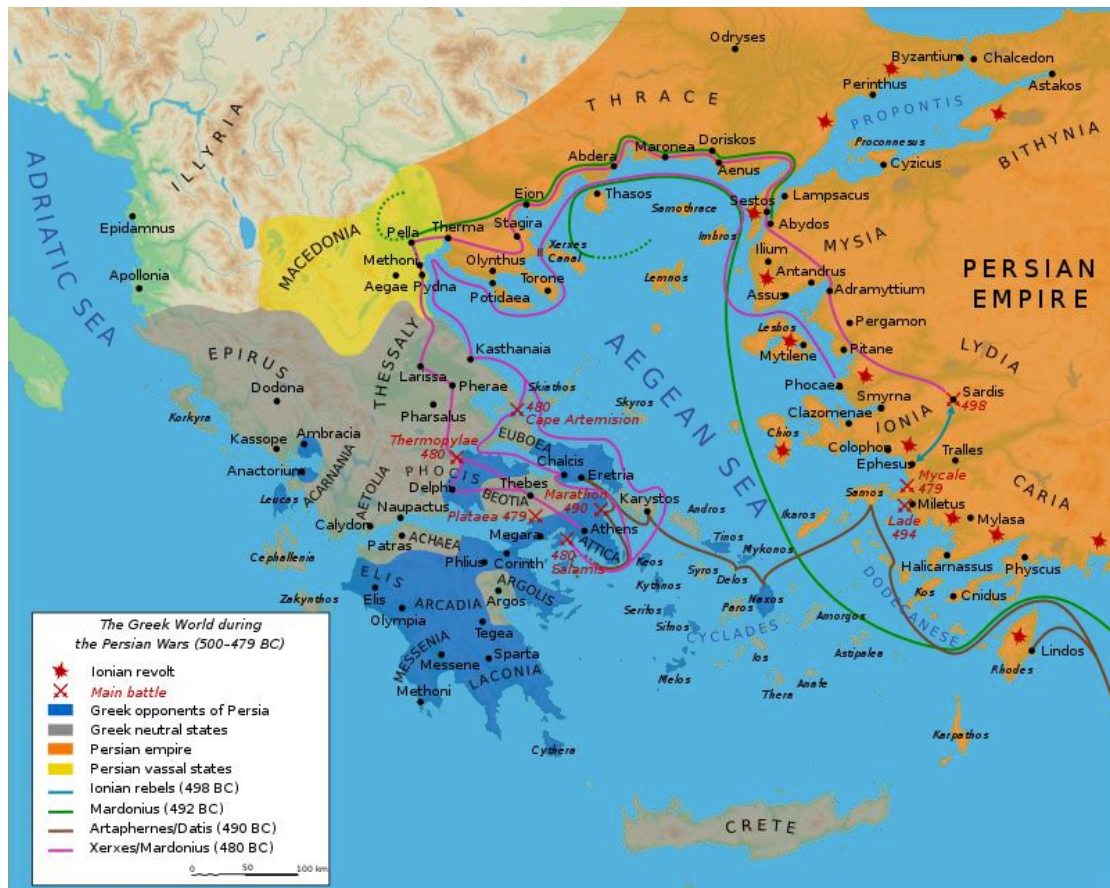 Odryses
Byzantium
Chalcedon
Perinthus
Astakos
THRACE
PROPONTIS
BITHYNIA
ILLYRIA
Doriskos
Maronea
Proconnesus
Abdera
Aenus
Cyzicus
ADRIATIC SEA
Eion
Thasos
Lampsacus
Samothrace
Sestos
Epidamnus
Stagira
Abydos
MACEDONIA
Pella
Therma
Imbros
MYSIA
Xerxes
Canal
Ilium
Methoni
Olynthus
Antandrus
PERSIAN
EMPIRE
Apollonia
Aegae
Pydna
Torone
Lemnos
Potidaea
Assus
Adramyttium
Pergamon
EPIRUS
THESSALY
Kasthanaia
AEGEAN SEA
Lesbos
LYDIA
Mytilene
Pitane
Larissa
Dodona
Pherae
Skiathos
Phocaea
Sardis
498
Korkyra
Pharsalus
480
Cape Artemision
Skyros
Smyrna
Clazomenae
IONIA
Kassope
Ambracia
Thermopylae
480
EUBOEA
Chios
Colophon
Tralles
Anactorium
ACARNANIA
PHOCIS
Chalcis
Eretria
Ephesus
Mycale
479
Leucas
AETOLIA
Delphi
Thebes
BEOTIA
Marathon
490
Karystos
Samos
CARIA
Naupactus
Plataea 479
Andros
Ikaros
Miletus
Lade
494
Mylasa
Calydon
Athens
Tinos
Patras
ACHAEA
Megara
ATTICA
Mykonos
Cephallenia
Phlius
Corinth
480
Salamis
Keos
Syros
Delos
Halicarnassus
Physcus
ELIS
ARGOLIS
Kythnos
Naxos
DODECANESE
Kos
Cnidus
Zakynthos
Elis
ARCADIA
Argos
Serifos
Paros
Olympia
Sifnos
CYCLADES
Amorgos
Tegea
Lindos
MESSENIA
Messene
Sparta
Ios
Astipalea
Rhodes
LACONIA
Melos
Thera
Anafe
Methoni
Cythera
Karpathos
CRETE
The Greek World during
the Persian Wars (500–479 BC)
Ionian revolt
Main battle
Greek opponents of Persia
Greek neutral states
Persian empire
Persian vassal states
Ionian rebels (498 BC)
Mardonius (492 BC)
Artaphernes/Datis (490 BC)
Xerxes/Mardonius (480 BC)
0 50 100 km